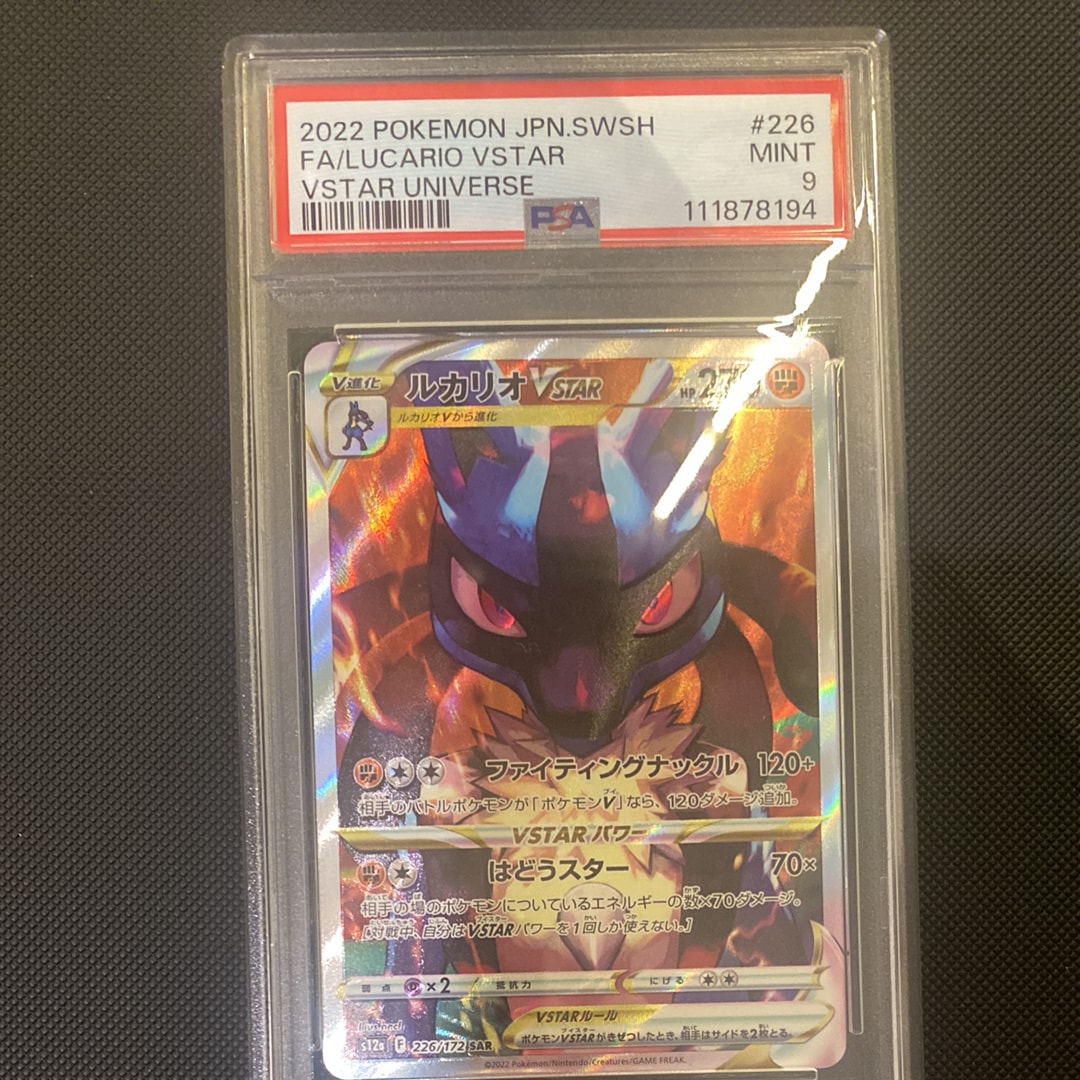 2022 POKEMON JPN.SWSH #226
FA/LUCARIO VSTAR MINT
VSTAR UNIVERSE 9
PSA 111878194
V進化 ルカリオVSTAR HP
ルカリオVから進化
ファイティングナックル 120+
相手のバトルポケモンが「ポケモンV」なら、120ダメージ追加。
VSTARパワー
はどうスター 70×
相手の場のポケモンについているエネルギーの数×70ダメージ。
[対戦中、自分はVSTARパワーを1回しか使えない。]
弱点 ×2 抵抗力 にげる
VSTARルール
ポケモンVSTARがきぜつしたとき、相手はサイドを2枚とる。
s12a F 226/172 SAR
©2022 Pokémon/Nintendo/Creatures/GAME FREAK.